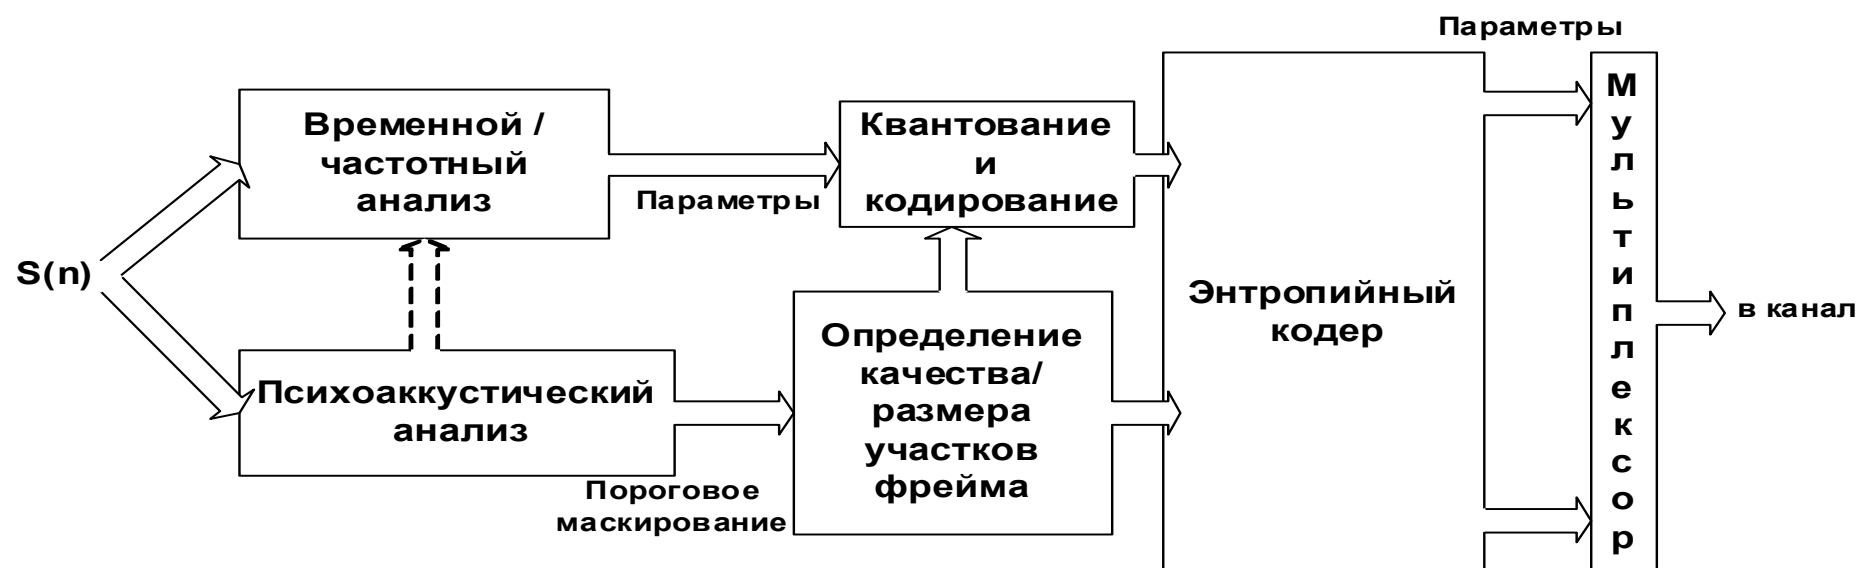 Параметры
Временной /
частотный
анализ
Параметры
Квантование
и
кодирование
S(n)
Энтропийный
кодер
Мультиплексор
в канал
Психоаккустический
анализ
Пороговое
маскирование
Определение
качества/
размера
участков
фрейма